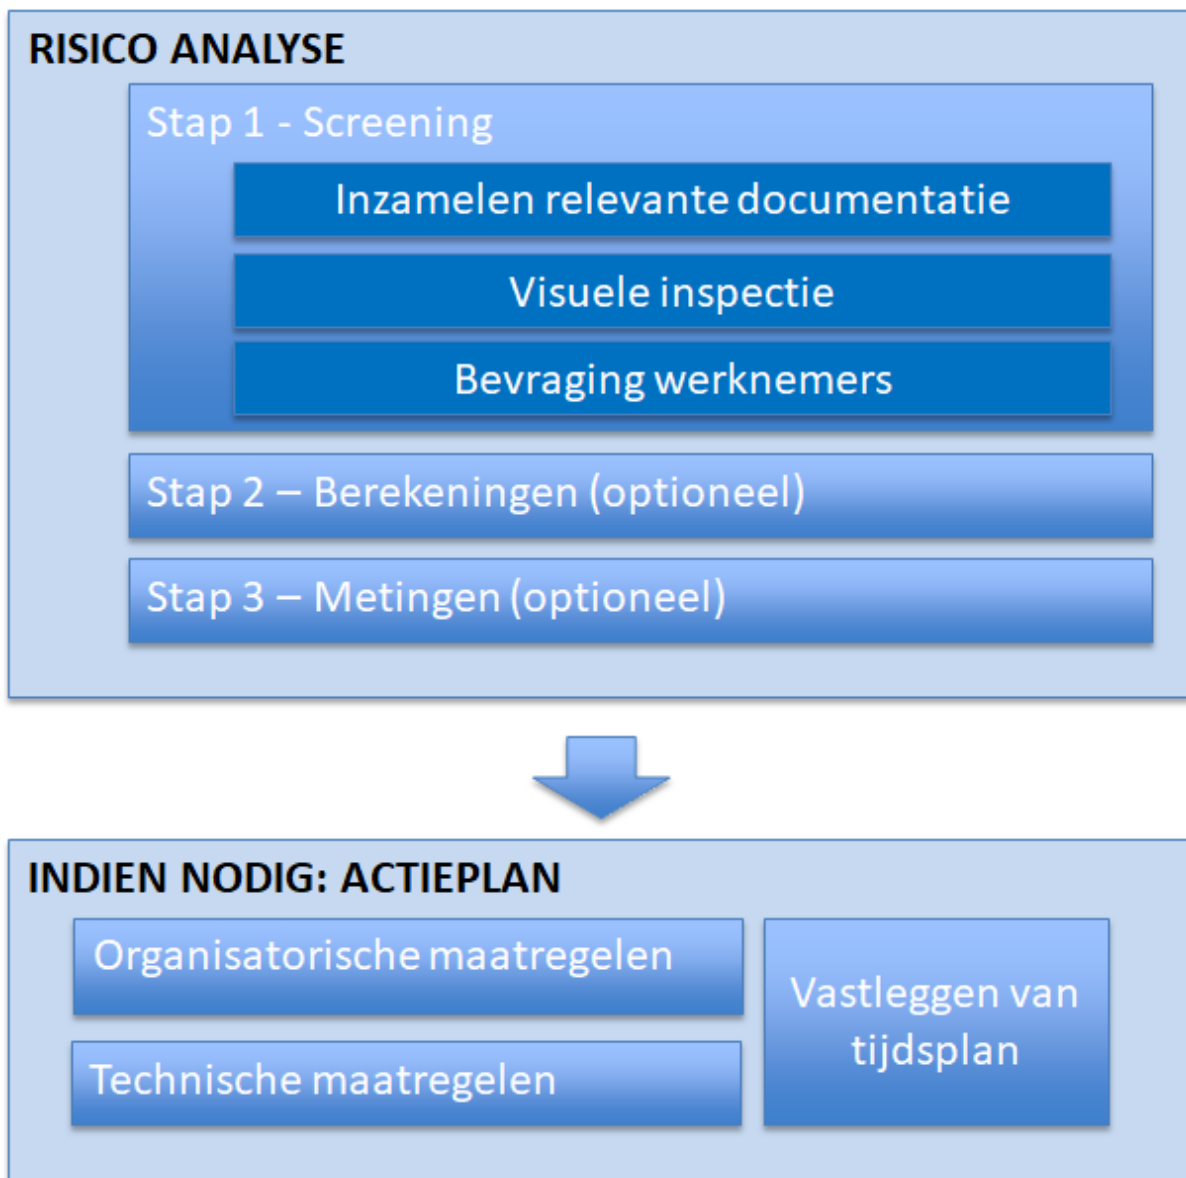 RISICO ANALYSE
Stap 1 - Screening
Inzamelen relevante documentatie
Visuele inspectie
Bevraging werknemers
Stap 2 – Berekeningen (optioneel)
Stap 3 – Metingen (optioneel)
INDIEN NODIG: ACTIEPLAN
Organisatorische maatregelen
Technische maatregelen
Vastleggen van
tijdsplan